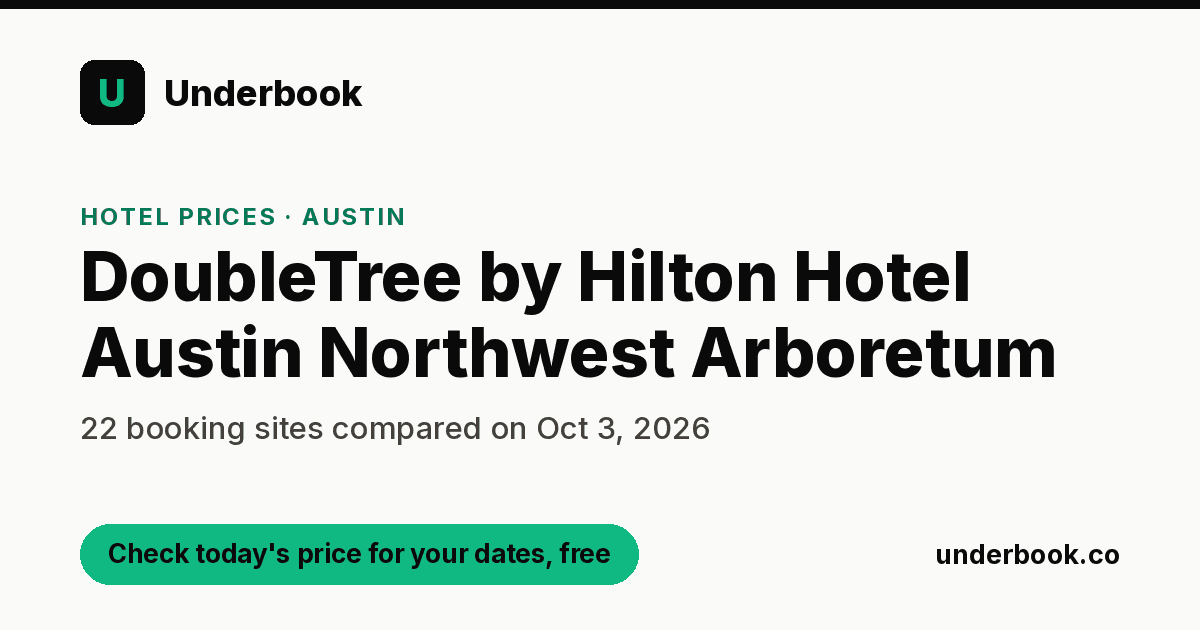 U
Underbook
HOTEL PRICES · AUSTIN
DoubleTree by Hilton Hotel
Austin Northwest Arboretum
22 booking sites compared on Oct 3, 2026
Check today's price for your dates, free
underbook.co